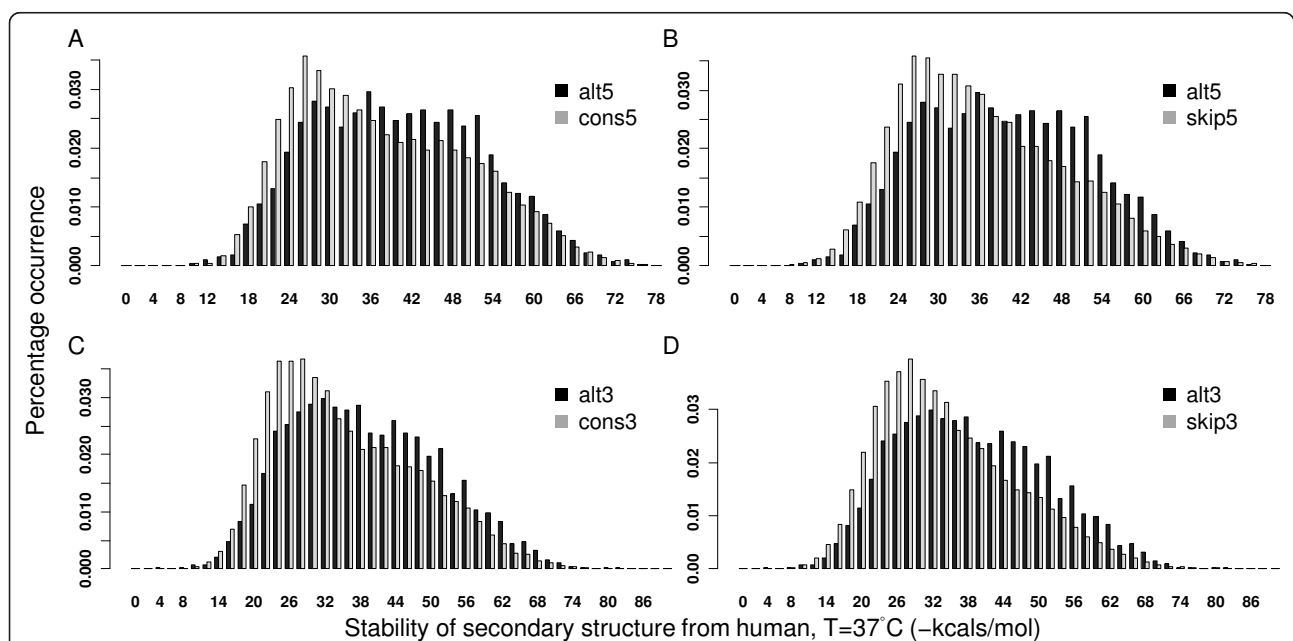 A
alt5
cons5
0.000 0.010 0.020 0.030
0 4 8 12 18 24 30 36 42 48 54 60 66 72 78
B
alt5
skip5
0.000 0.010 0.020 0.030
0 4 8 12 18 24 30 36 42 48 54 60 66 72 78
Percentage occurrence
C
alt3
cons3
0.000 0.010 0.020 0.030
0 4 8 14 20 26 32 38 44 50 56 62 68 74 80 86
D
alt3
skip3
0.00 0.01 0.02 0.03
0 4 8 14 20 26 32 38 44 50 56 62 68 74 80 86
Stability of secondary structure from human, T=37°C (−kcals/mol)